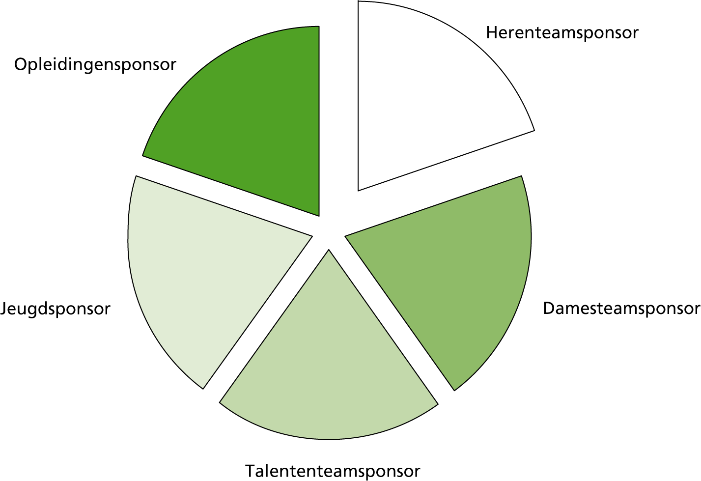 Herenteamsponsor
Opleidingensponsor
Jeugdsponsor
Damesteamsponsor
Talententeamsponsor